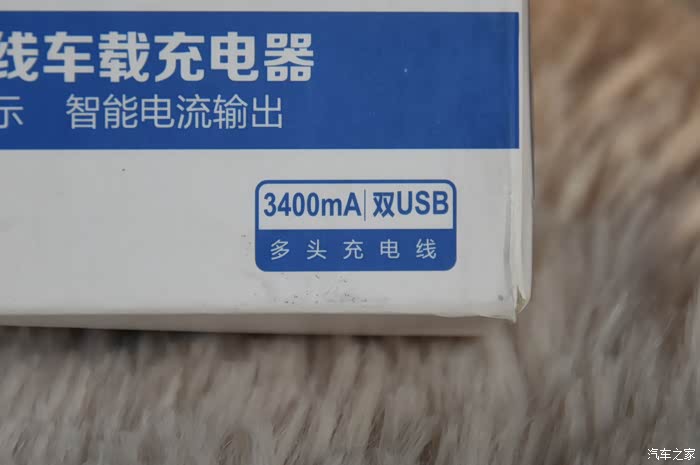 线车载充电器
示 智能电流输出
3400mA|双USB
多头充电线
汽车之家